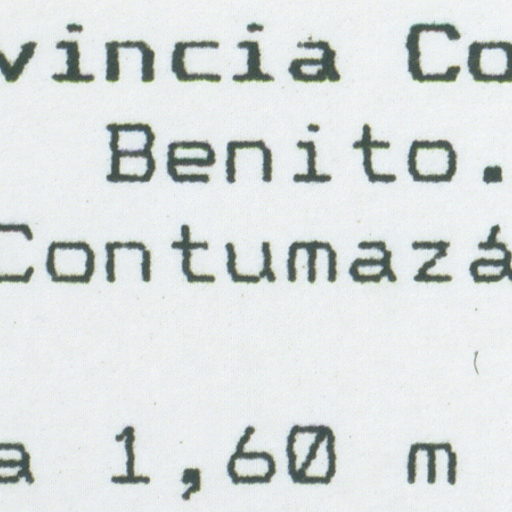 vincia Co
Benito.
Contumazá
a 1,60 m